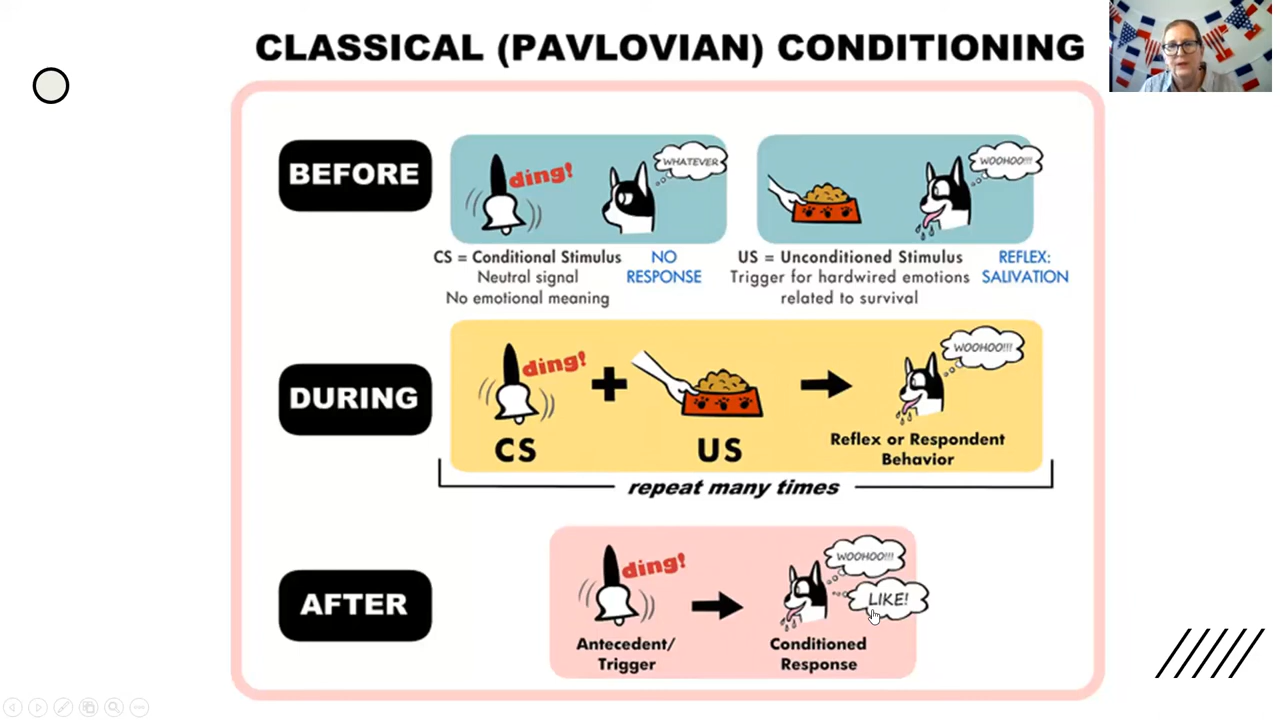 CLASSICAL (PAVLOVIAN) CONDITIONING
BEFORE
ding!
WHATEVER
WOOHOO!!!
CS = Conditional Stimulus
Neutral signal
No emotional meaning
NO
RESPONSE
US = Unconditioned Stimulus
Trigger for hardwired emotions
related to survival
REFLEX:
SALIVATION
DURING
ding!
WOOHOO!!!
CS
US
Reflex or Respondent
Behavior
repeat many times
AFTER
ding!
WOOHOO!!!
LIKE!
Antecedent/
Trigger
Conditioned
Response